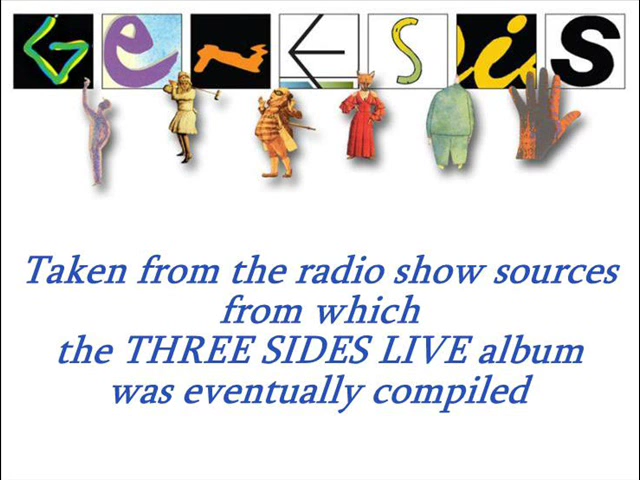 Genesis
Taken from the radio show sources
from which
the THREE SIDES LIVE album
was eventually compiled